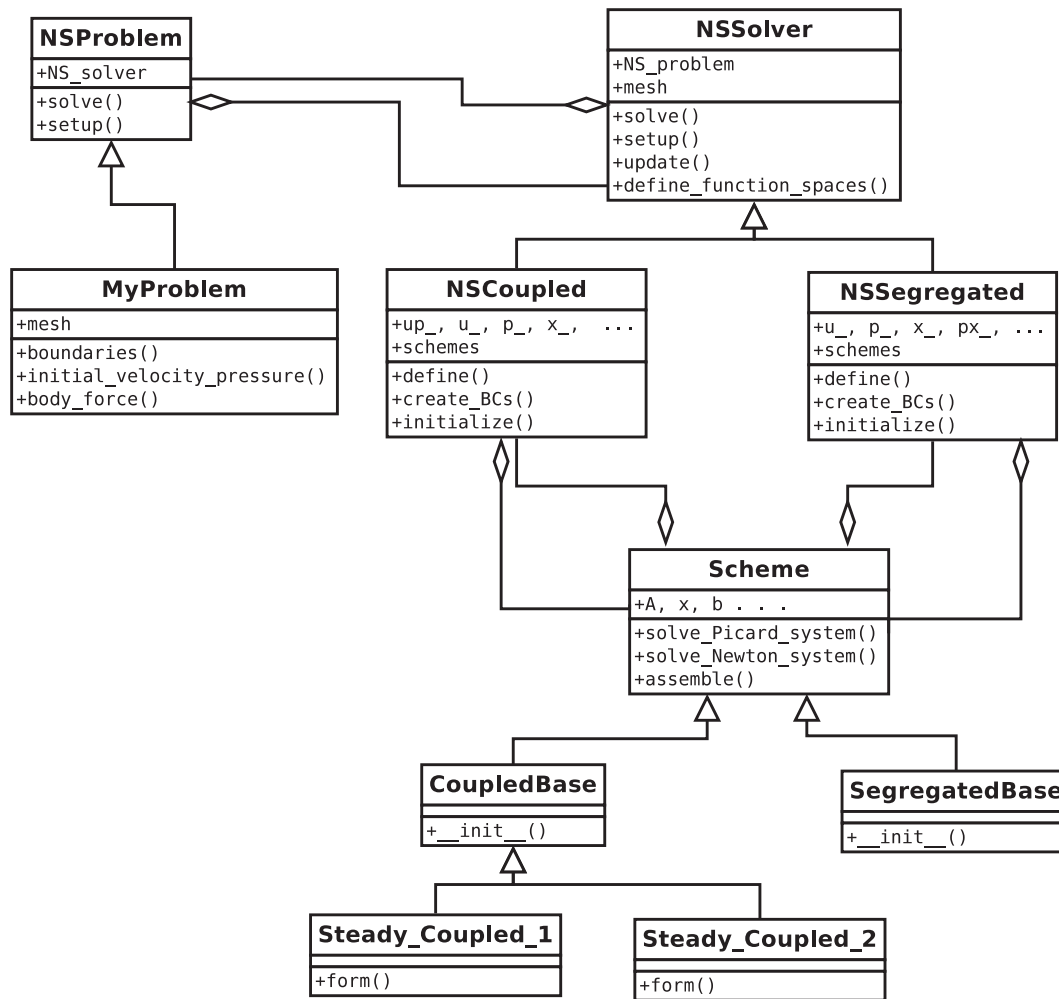 NSProblem
+NS_solver
+solve()
+setup()
NSSolver
+NS_problem
+mesh
+solve()
+setup()
+update()
+define_function_spaces()
MyProblem
+mesh
+boundaries()
+initial_velocity_pressure()
+body_force()
NSCoupled
+up_, u_, p_, x_, ...
+schemes
+define()
+create_BCs()
+initialize()
NSSegregated
+u_, p_, x_, px_, ...
+schemes
+define()
+create_BCs()
+initialize()
Scheme
+A, x, b . . .
+solve_Picard_system()
+solve_Newton_system()
+assemble()
CoupledBase
+__init__()
SegregatedBase
+__init__()
Steady_Coupled_1
+form()
Steady_Coupled_2
+form()